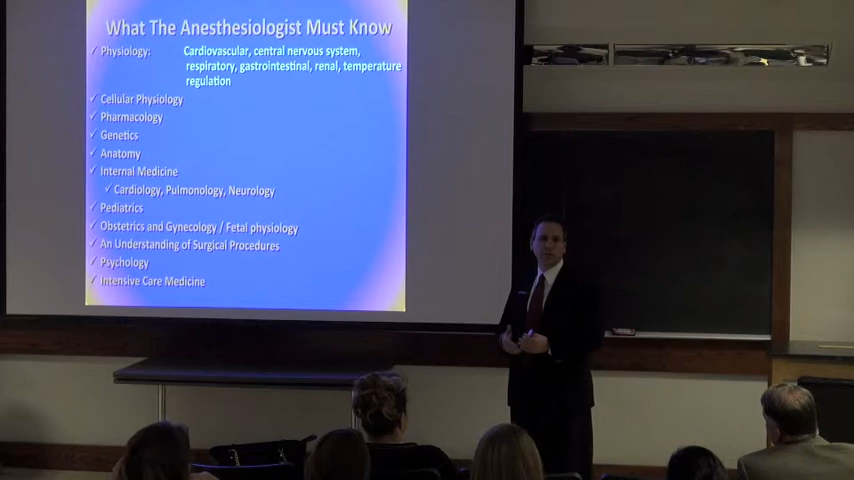 What The Anesthesiologist Must Know
✓ Physiology: Cardiovascular, central nervous system,
respiratory, gastrointestinal, renal, temperature
regulation
✓ Cellular Physiology
✓ Pharmacology
✓ Genetics
✓ Anatomy
✓ Internal Medicine
✓ Cardiology, Pulmonology, Neurology
✓ Pediatrics
✓ Obstetrics and Gynecology / Fetal physiology
✓ An Understanding of Surgical Procedures
✓ Psychology
✓ Intensive Care Medicine